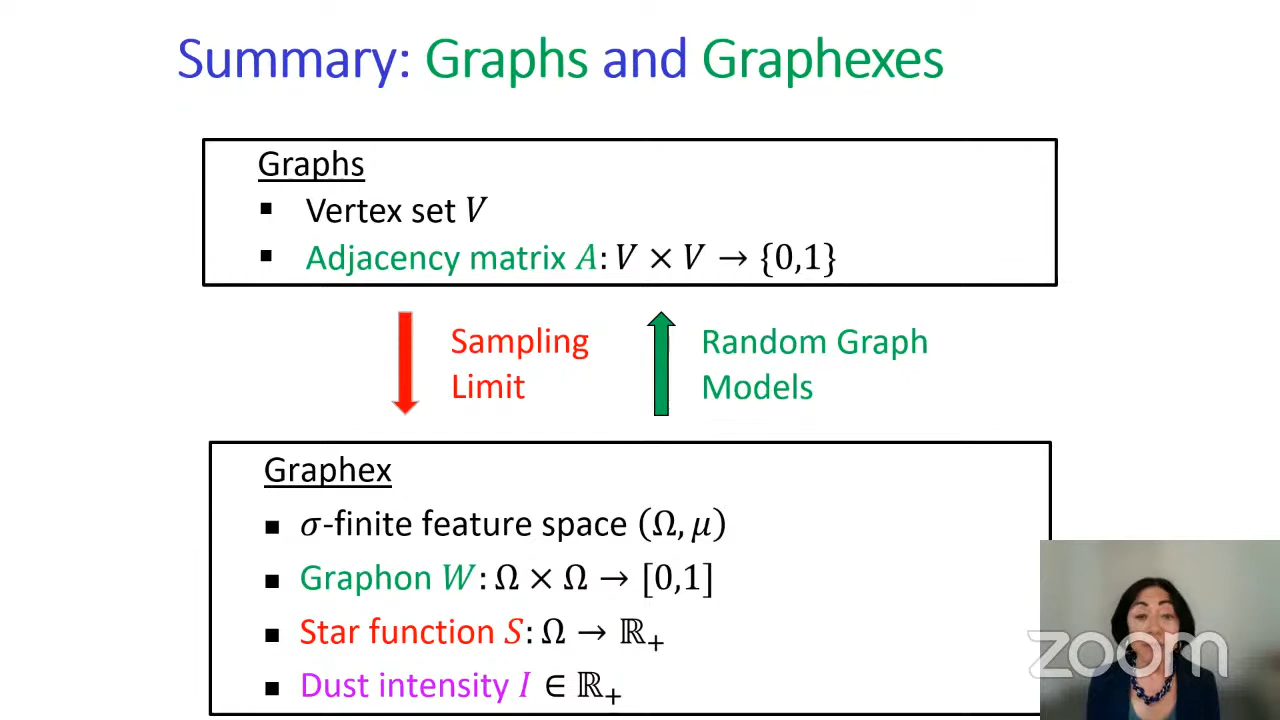 Summary: Graphs and Graphexes
Graphs
▪ Vertex set V
▪ Adjacency matrix A: V × V → {0,1}
Sampling Limit
Random Graph Models
Graphex
▪ σ-finite feature space (Ω, μ)
▪ Graphon W: Ω × Ω → [0,1]
▪ Star function S: Ω → ℝ₊
▪ Dust intensity I ∈ ℝ₊
zoom